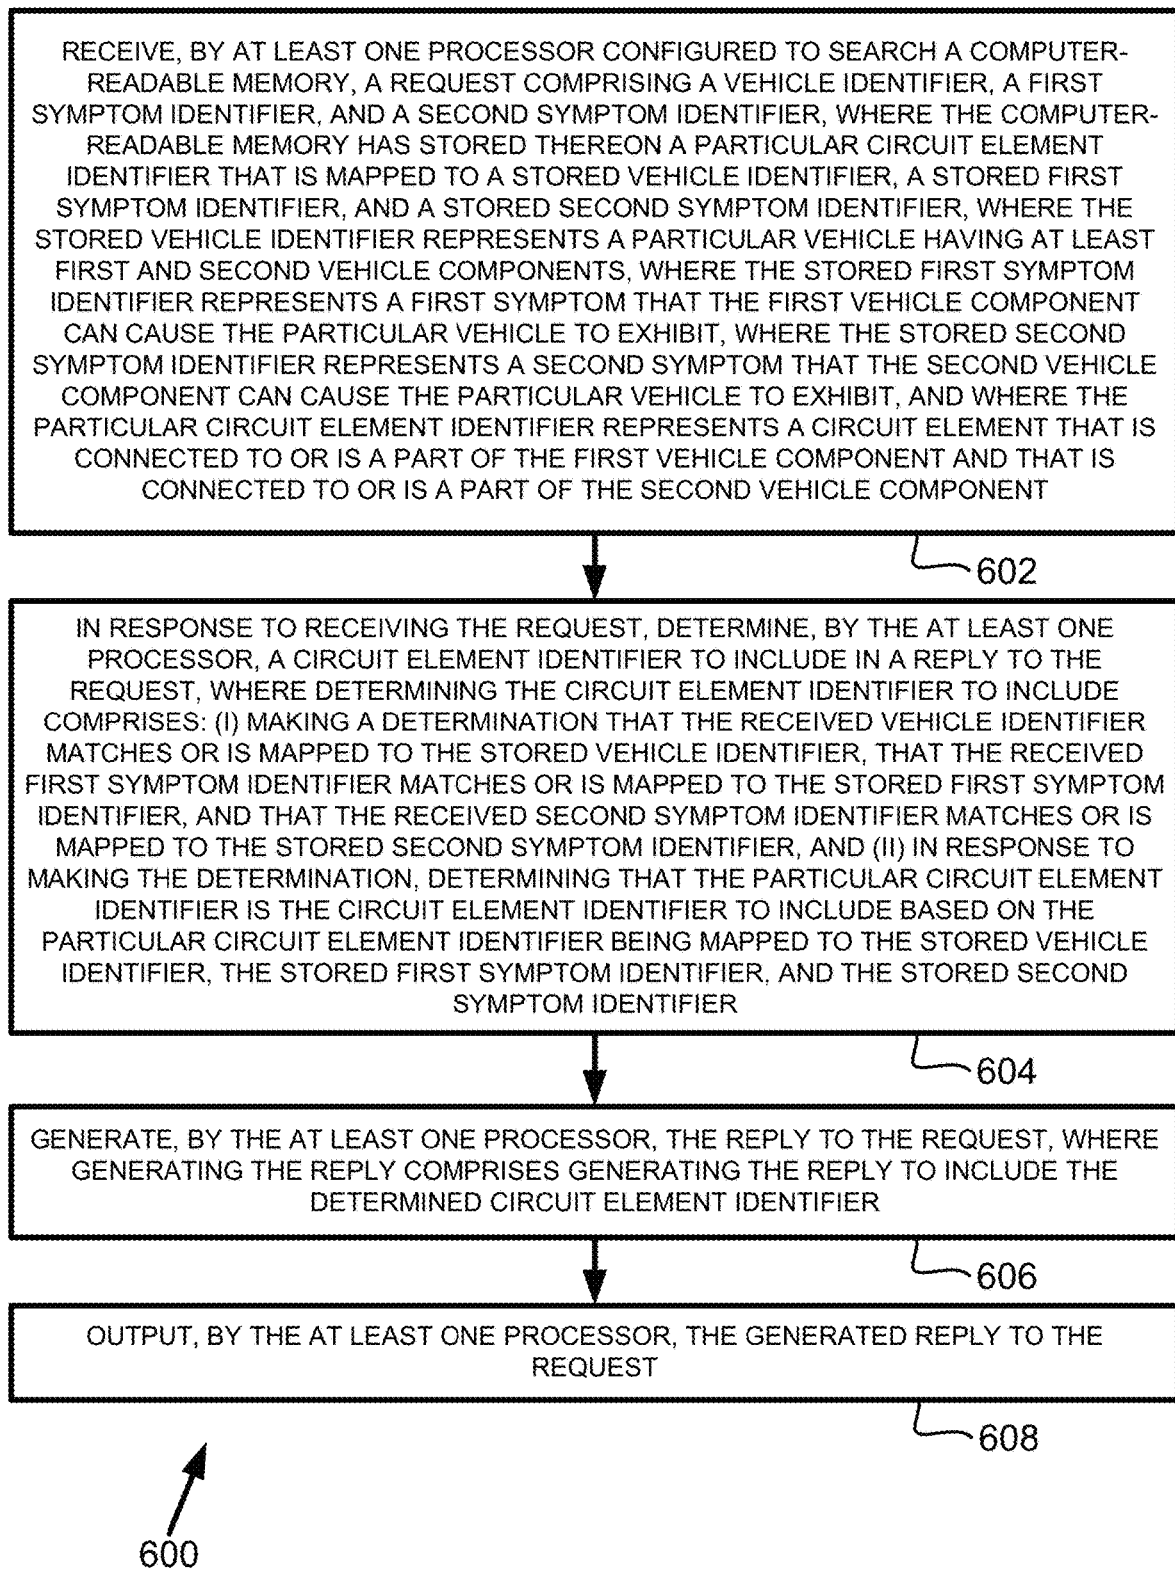 RECEIVE, BY AT LEAST ONE PROCESSOR CONFIGURED TO SEARCH A COMPUTER-
READABLE MEMORY, A REQUEST COMPRISING A VEHICLE IDENTIFIER, A FIRST
SYMPTOM IDENTIFIER, AND A SECOND SYMPTOM IDENTIFIER, WHERE THE COMPUTER-
READABLE MEMORY HAS STORED THEREON A PARTICULAR CIRCUIT ELEMENT
IDENTIFIER THAT IS MAPPED TO A STORED VEHICLE IDENTIFIER, A STORED FIRST
SYMPTOM IDENTIFIER, AND A STORED SECOND SYMPTOM IDENTIFIER, WHERE THE
STORED VEHICLE IDENTIFIER REPRESENTS A PARTICULAR VEHICLE HAVING AT LEAST
FIRST AND SECOND VEHICLE COMPONENTS, WHERE THE STORED FIRST SYMPTOM
IDENTIFIER REPRESENTS A FIRST SYMPTOM THAT THE FIRST VEHICLE COMPONENT
CAN CAUSE THE PARTICULAR VEHICLE TO EXHIBIT, WHERE THE STORED SECOND
SYMPTOM IDENTIFIER REPRESENTS A SECOND SYMPTOM THAT THE SECOND VEHICLE
COMPONENT CAN CAUSE THE PARTICULAR VEHICLE TO EXHIBIT, AND WHERE THE
PARTICULAR CIRCUIT ELEMENT IDENTIFIER REPRESENTS A CIRCUIT ELEMENT THAT IS
CONNECTED TO OR IS A PART OF THE FIRST VEHICLE COMPONENT AND THAT IS
CONNECTED TO OR IS A PART OF THE SECOND VEHICLE COMPONENT
602
IN RESPONSE TO RECEIVING THE REQUEST, DETERMINE, BY THE AT LEAST ONE
PROCESSOR, A CIRCUIT ELEMENT IDENTIFIER TO INCLUDE IN A REPLY TO THE
REQUEST, WHERE DETERMINING THE CIRCUIT ELEMENT IDENTIFIER TO INCLUDE
COMPRISES: (I) MAKING A DETERMINATION THAT THE RECEIVED VEHICLE IDENTIFIER
MATCHES OR IS MAPPED TO THE STORED VEHICLE IDENTIFIER, THAT THE RECEIVED
FIRST SYMPTOM IDENTIFIER MATCHES OR IS MAPPED TO THE STORED FIRST SYMPTOM
IDENTIFIER, AND THAT THE RECEIVED SECOND SYMPTOM IDENTIFIER MATCHES OR IS
MAPPED TO THE STORED SECOND SYMPTOM IDENTIFIER, AND (II) IN RESPONSE TO
MAKING THE DETERMINATION, DETERMINING THAT THE PARTICULAR CIRCUIT ELEMENT
IDENTIFIER IS THE CIRCUIT ELEMENT IDENTIFIER TO INCLUDE BASED ON THE
PARTICULAR CIRCUIT ELEMENT IDENTIFIER BEING MAPPED TO THE STORED VEHICLE
IDENTIFIER, THE STORED FIRST SYMPTOM IDENTIFIER, AND THE STORED SECOND
SYMPTOM IDENTIFIER
604
GENERATE, BY THE AT LEAST ONE PROCESSOR, THE REPLY TO THE REQUEST, WHERE
GENERATING THE REPLY COMPRISES GENERATING THE REPLY TO INCLUDE THE
DETERMINED CIRCUIT ELEMENT IDENTIFIER
606
OUTPUT, BY THE AT LEAST ONE PROCESSOR, THE GENERATED REPLY TO THE
REQUEST
608
600